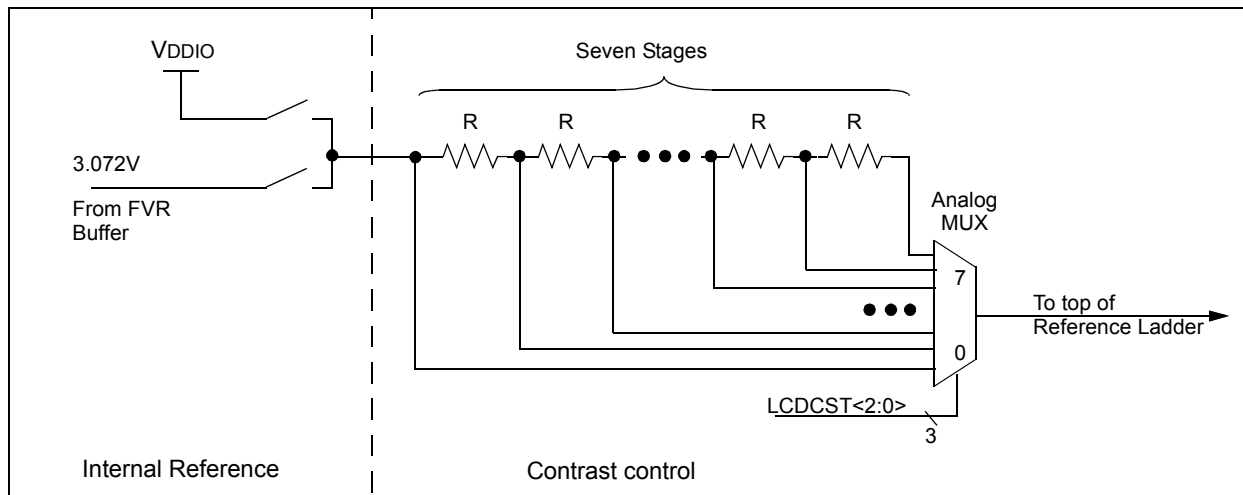 VDDIO
Seven Stages
R
R
R
R
3.072V
From FVR
Buffer
Analog
MUX
7
0
To top of
Reference Ladder
LCDCST<2:0>
3
Internal Reference
Contrast control